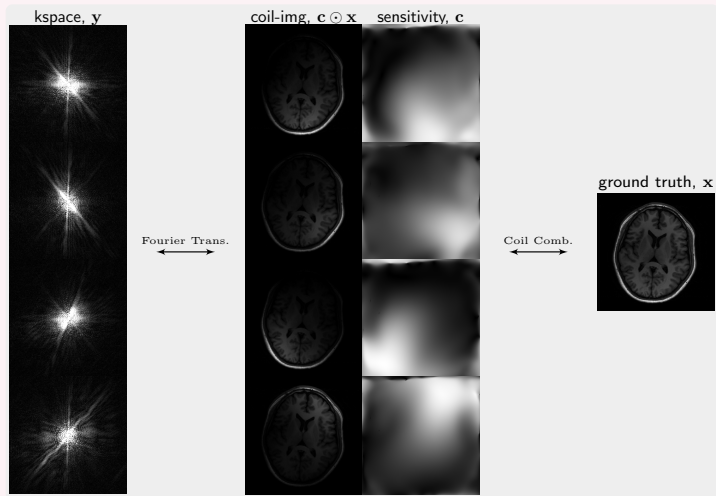 kspace, y
coil-img, c ⊙ x
sensitivity, c
ground truth, x
Fourier Trans.
Coil Comb.